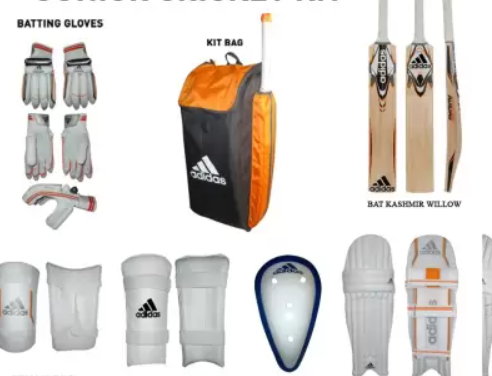 BATTING GLOVES
KIT BAG
adidas
adidas
adidas
BAT KASHMIR WILLOW
adidas
adidas
adidas